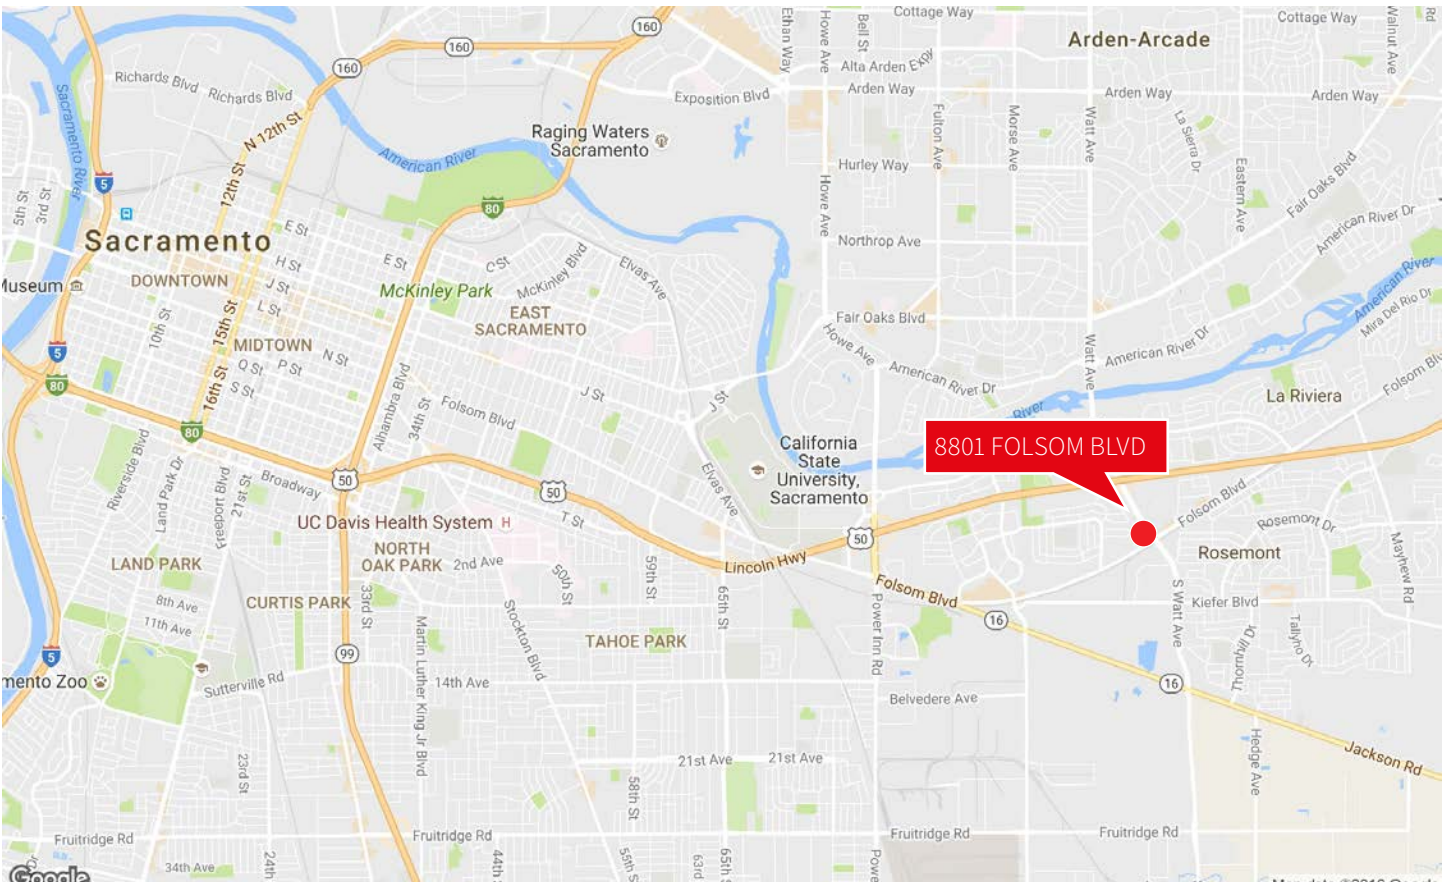 Cottage Way
Cottage Way
Ethan Way
Howe Ave
Bell St
Walnut Ave
Rd
160
160
160
Arden-Arcade
Alta Arden Expy
Arden Way
Arden Way
Arden Way
Richards Blvd
Richards Blvd
Exposition Blvd
Sacramento River
N 12th St
12th St
Raging Waters
Sacramento
American River
Fulton Ave
Morse Ave
Watt Ave
La Sierra Dr
Eastern Ave
Hurley Way
Fair Oaks Blvd
American River Dr
5
5th St
3rd St
80
Howe Ave
Sacramento
E St
E St
C St
McKinley Blvd
Elvas Ave
Northrop Ave
H St
J St
L St
DOWNTOWN
McKinley Park
American River
Mira Del Rio Dr
EAST
SACRAMENTO
10th St
15th St
16th St
MIDTOWN
N St
P St
Q St
S St
Fair Oaks Blvd
Howe Ave
American River Dr
American River Dr
Watt Ave
5
80
Alhambra Blvd
34th St
Folsom Blvd
J St
J St
La Riviera
River
80
8801 FOLSOM BLVD
California
State
University,
Sacramento
Riverside Blvd
Land Park Dr
Freeport Blvd
21st St
Broadway
50
50
50
T St
Elvas Ave
Folsom Blvd
Rosemont Dr
Rosemont
Mayhew Rd
UC Davis Health System
H
NORTH
OAK PARK
2nd Ave
50th St
59th St
65th St
Lincoln Hwy
Folsom Blvd
Power Inn Rd
16
S Watt Ave
Kiefer Blvd
LAND PARK
CURTIS PARK
33rd St
8th Ave
11th Ave
Martin Luther King Jr Blvd
Stockton Blvd
TAHOE PARK
5
99
Sutterville Rd
14th Ave
Belvedere Ave
16
Jackson Rd
Hedge Ave
23rd St
21st Ave
21st Ave
58th St
Fruitridge Rd
Fruitridge Rd
Fruitridge Rd
Fruitridge Rd
34th Ave
24th
44th
55th S
63rd
65th St
Google